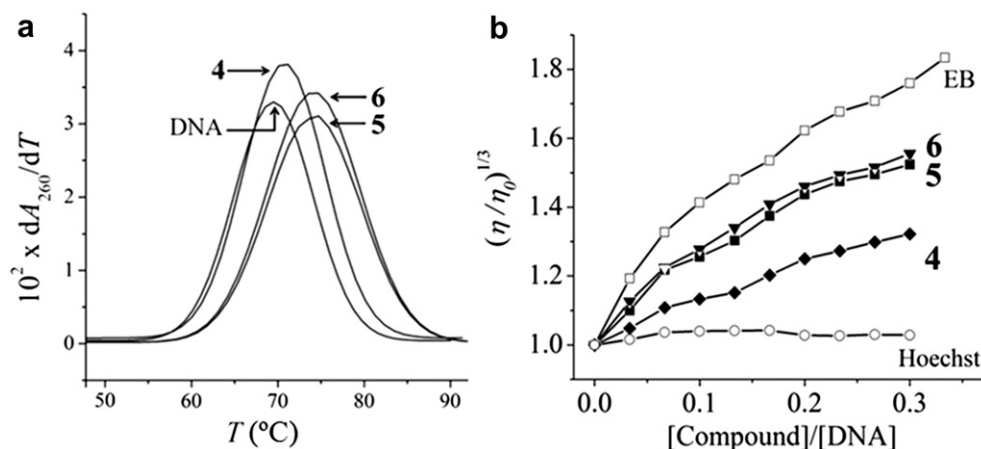 a
10² x dA₂₆₀/dT
4
3
2
1
0
4
DNA
6
5
50 60 70 80 90
T (ºC)
b
(η /η₀)¹/³
1.8
1.6
1.4
1.2
1.0
EB
6
5
4
Hoechst
0.0 0.1 0.2 0.3
[Compound]/[DNA]